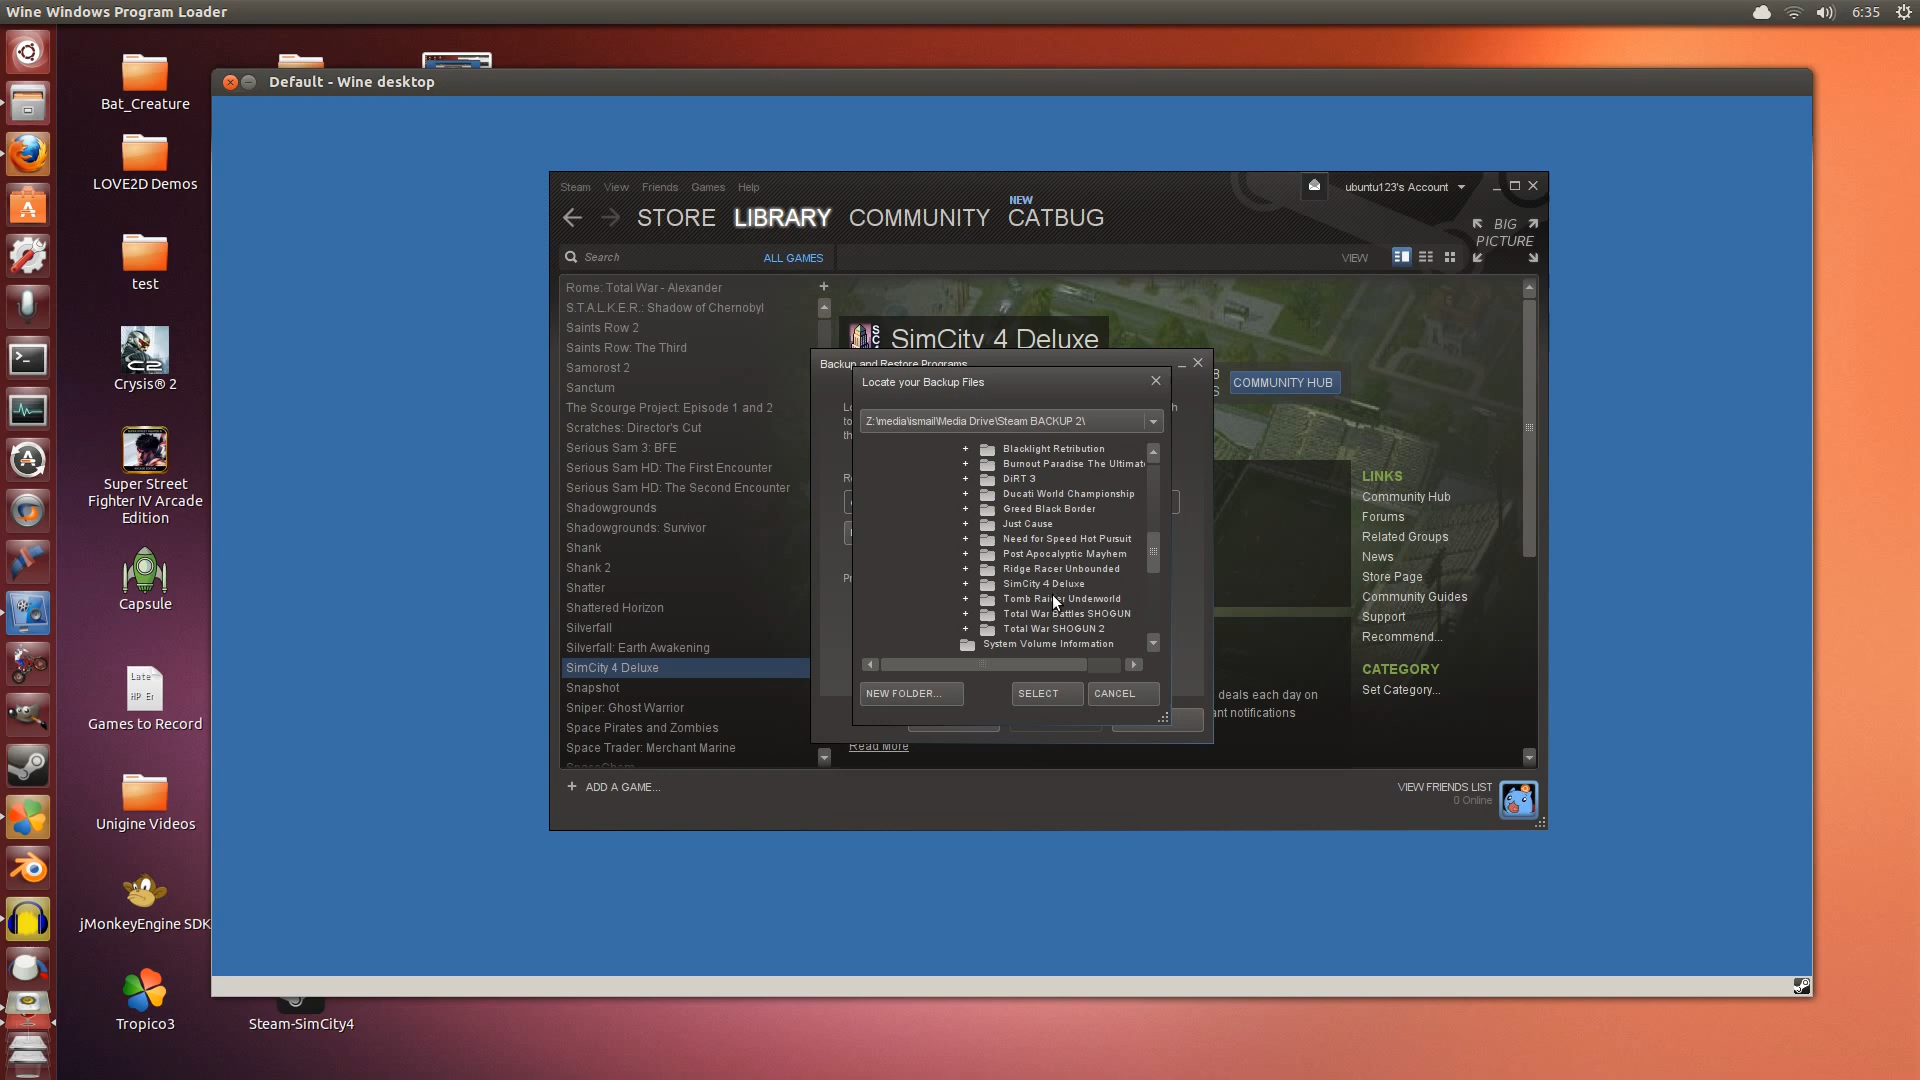 Wine Windows Program Loader
6:35
Bat_Creature
LOVE2D Demos
test
Crysis® 2
Super Street
Fighter IV Arcade
Edition
Capsule
Late
HP Er
Games to Record
Unigine Videos
jMonkeyEngine SDK
Tropico3
Steam-SimCity4
Default - Wine desktop
Steam View Friends Games Help
ubuntu123's Account
NEW
STORE LIBRARY COMMUNITY CATBUG
BIG
PICTURE
Search
ALL GAMES
VIEW
Rome: Total War - Alexander
S.T.A.L.K.E.R.: Shadow of Chernobyl
Saints Row 2
Saints Row: The Third
Samorost 2
Sanctum
The Scourge Project: Episode 1 and 2
Scratches: Director's Cut
Serious Sam 3: BFE
Serious Sam HD: The First Encounter
Serious Sam HD: The Second Encounter
Shadowgrounds
Shadowgrounds: Survivor
Shank
Shank 2
Shatter
Shattered Horizon
Silverfall
Silverfall: Earth Awakening
SimCity 4 Deluxe
Snapshot
Sniper: Ghost Warrior
Space Pirates and Zombies
Space Trader: Merchant Marine
SpaceChem
SimCity 4 Deluxe
COMMUNITY HUB
Backup and Restore Programs
Locate your Backup Files
Z:\media\ismail\Media Drive\Steam BACKUP 2\
Blacklight Retribution
Burnout Paradise The Ultimat
DiRT 3
Ducati World Championship
Greed Black Border
Just Cause
Need for Speed Hot Pursuit
Post Apocalyptic Mayhem
Ridge Racer Unbounded
SimCity 4 Deluxe
Tomb Raider Underworld
Total War Battles SHOGUN
Total War SHOGUN 2
System Volume Information
NEW FOLDER...
SELECT
CANCEL
LINKS
Community Hub
Forums
Related Groups
News
Store Page
Community Guides
Support
Recommend...
CATEGORY
Set Category...
deals each day on
ant notifications
Read More
ADD A GAME...
VIEW FRIENDS LIST
0 Online